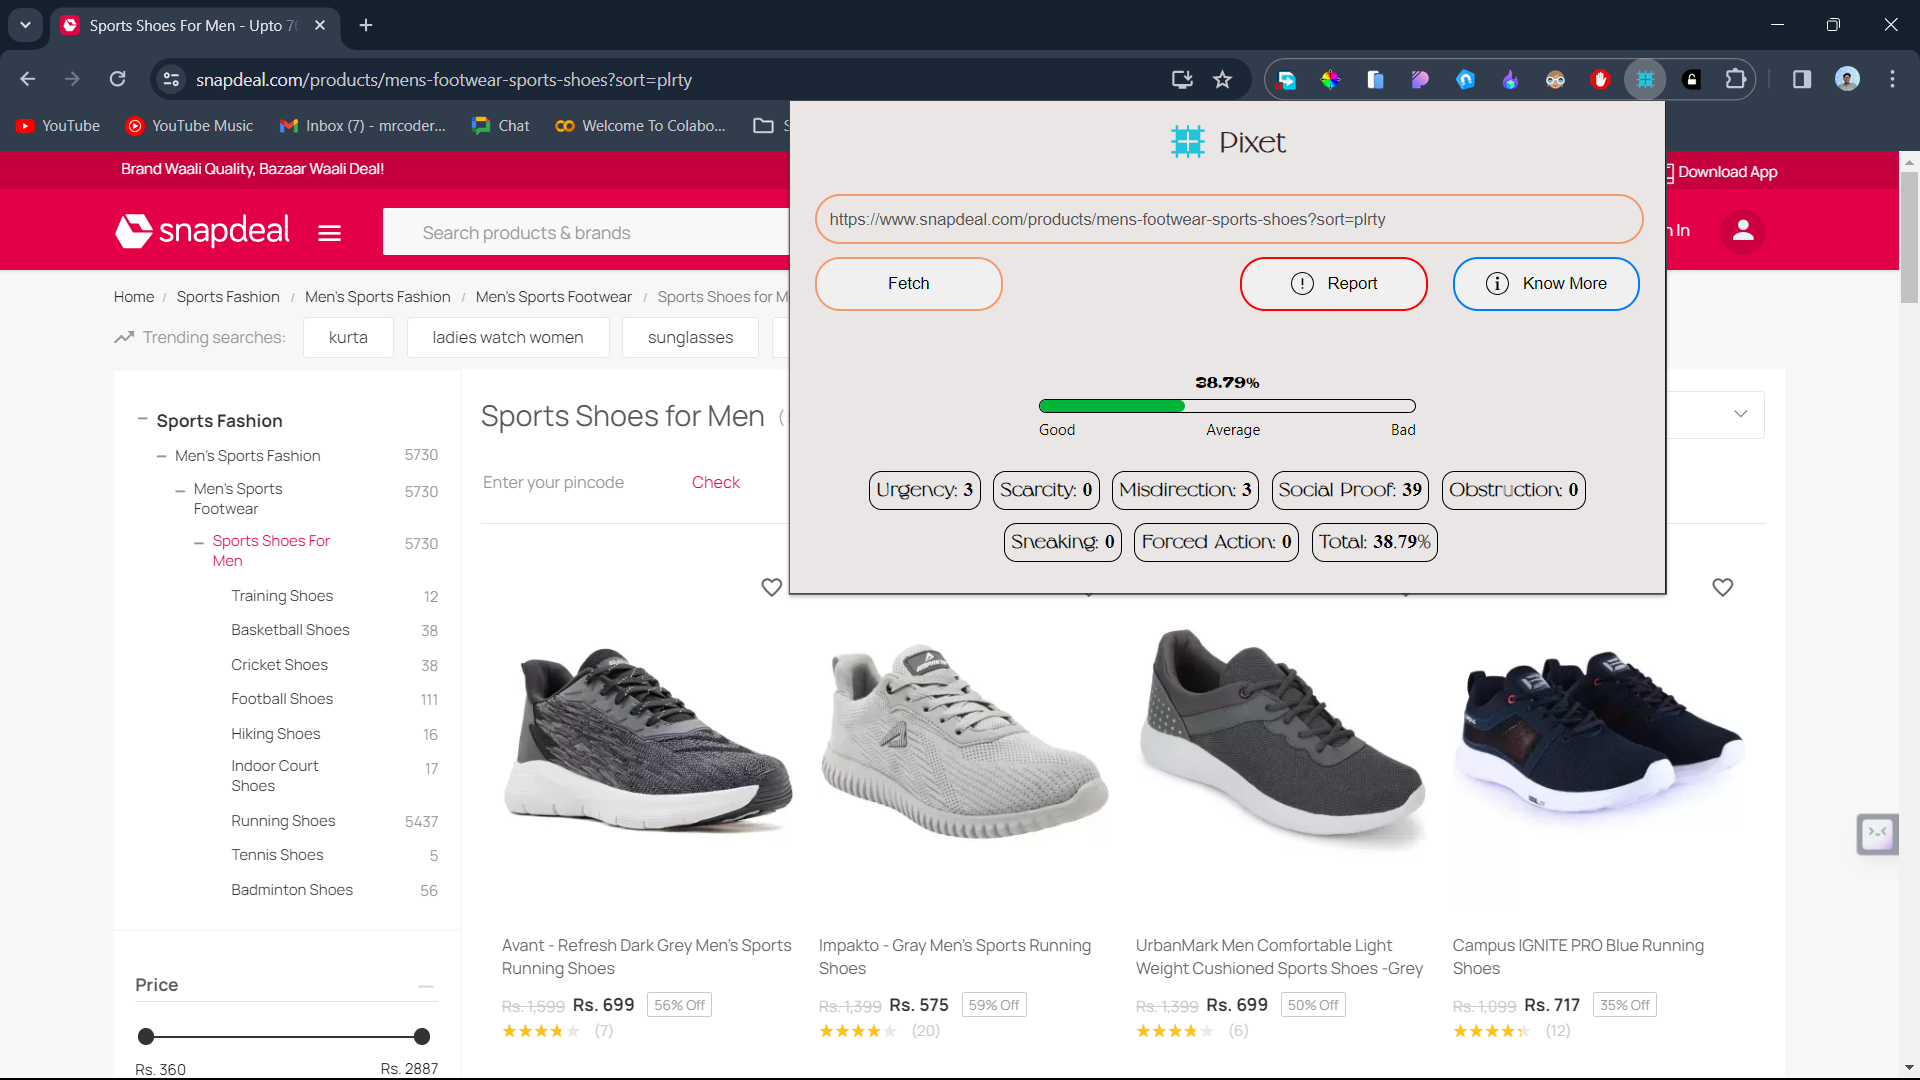 Sports Shoes For Men - Upto 70
snapdeal.com/products/mens-footwear-sports-shoes?sort=plrty
YouTube
YouTube Music
Inbox (7) - mrcoder...
Chat
Welcome To Colabo...
Brand Waali Quality, Bazaar Waali Deal!
Download App
snapdeal
Search products & brands
n In
Pixet
https://www.snapdeal.com/products/mens-footwear-sports-shoes?sort=plrty
Fetch
Report
Know More
38.79%
Good Average Bad
Urgency: 3 Scarcity: 0 Misdirection: 3 Social Proof: 39 Obstruction: 0
Sneaking: 0 Forced Action: 0 Total: 38.79%
Home / Sports Fashion / Men's Sports Fashion / Men's Sports Footwear / Sports Shoes for M
Trending searches: kurta ladies watch women sunglasses
Sports Fashion
Men's Sports Fashion 5730
Men's Sports 5730
Footwear
Sports Shoes For 5730
Men
Training Shoes 12
Basketball Shoes 38
Cricket Shoes 38
Football Shoes 111
Hiking Shoes 16
Indoor Court 17
Shoes
Running Shoes 5437
Tennis Shoes 5
Badminton Shoes 56
Price
Rs. 360 Rs. 2887
Sports Shoes for Men (
Enter your pincode Check
Avant - Refresh Dark Grey Men's Sports
Running Shoes
Rs. 1,599 Rs. 699 56% Off
(7)
Impakto - Gray Men's Sports Running
Shoes
Rs. 1,399 Rs. 575 59% Off
(20)
UrbanMark Men Comfortable Light
Weight Cushioned Sports Shoes -Grey
Rs. 1,399 Rs. 699 50% Off
(6)
Campus IGNITE PRO Blue Running
Shoes
Rs. 1,099 Rs. 717 35% Off
(12)